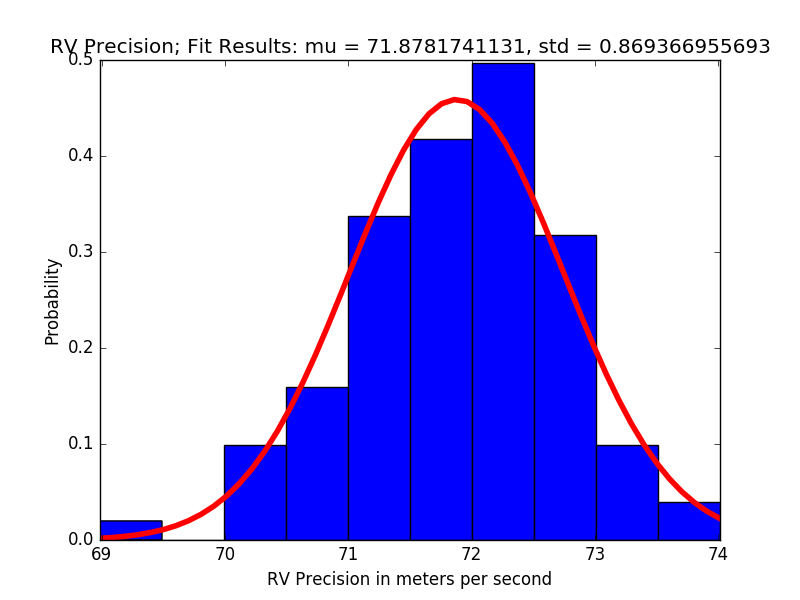 RV Precision; Fit Results: mu = 71.8781741131, std = 0.869366955693
0.5
0.4
0.3
0.2
0.1
0.0
Probability
69 70 71 72 73 74
RV Precision in meters per second